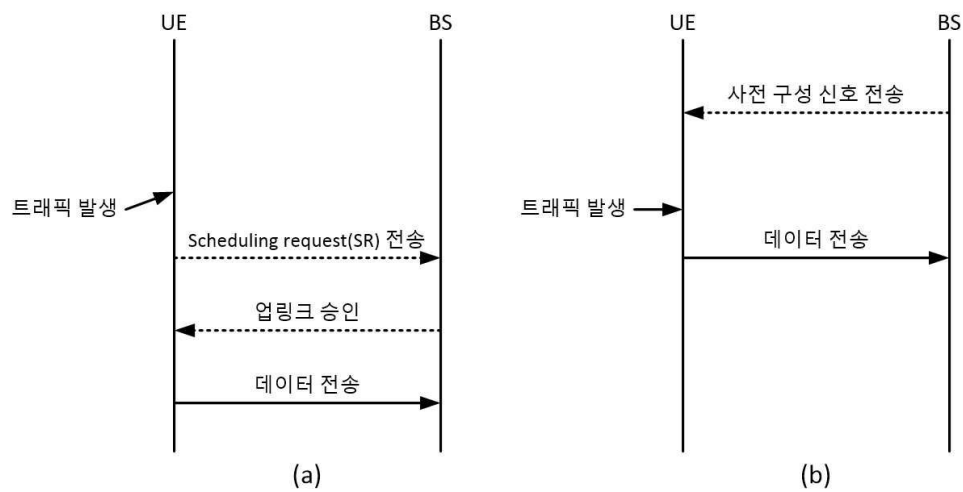 UE
BS
트래픽 발생
Scheduling request(SR) 전송
업링크 승인
데이터 전송
(a)
UE
BS
사전 구성 신호 전송
트래픽 발생
데이터 전송
(b)